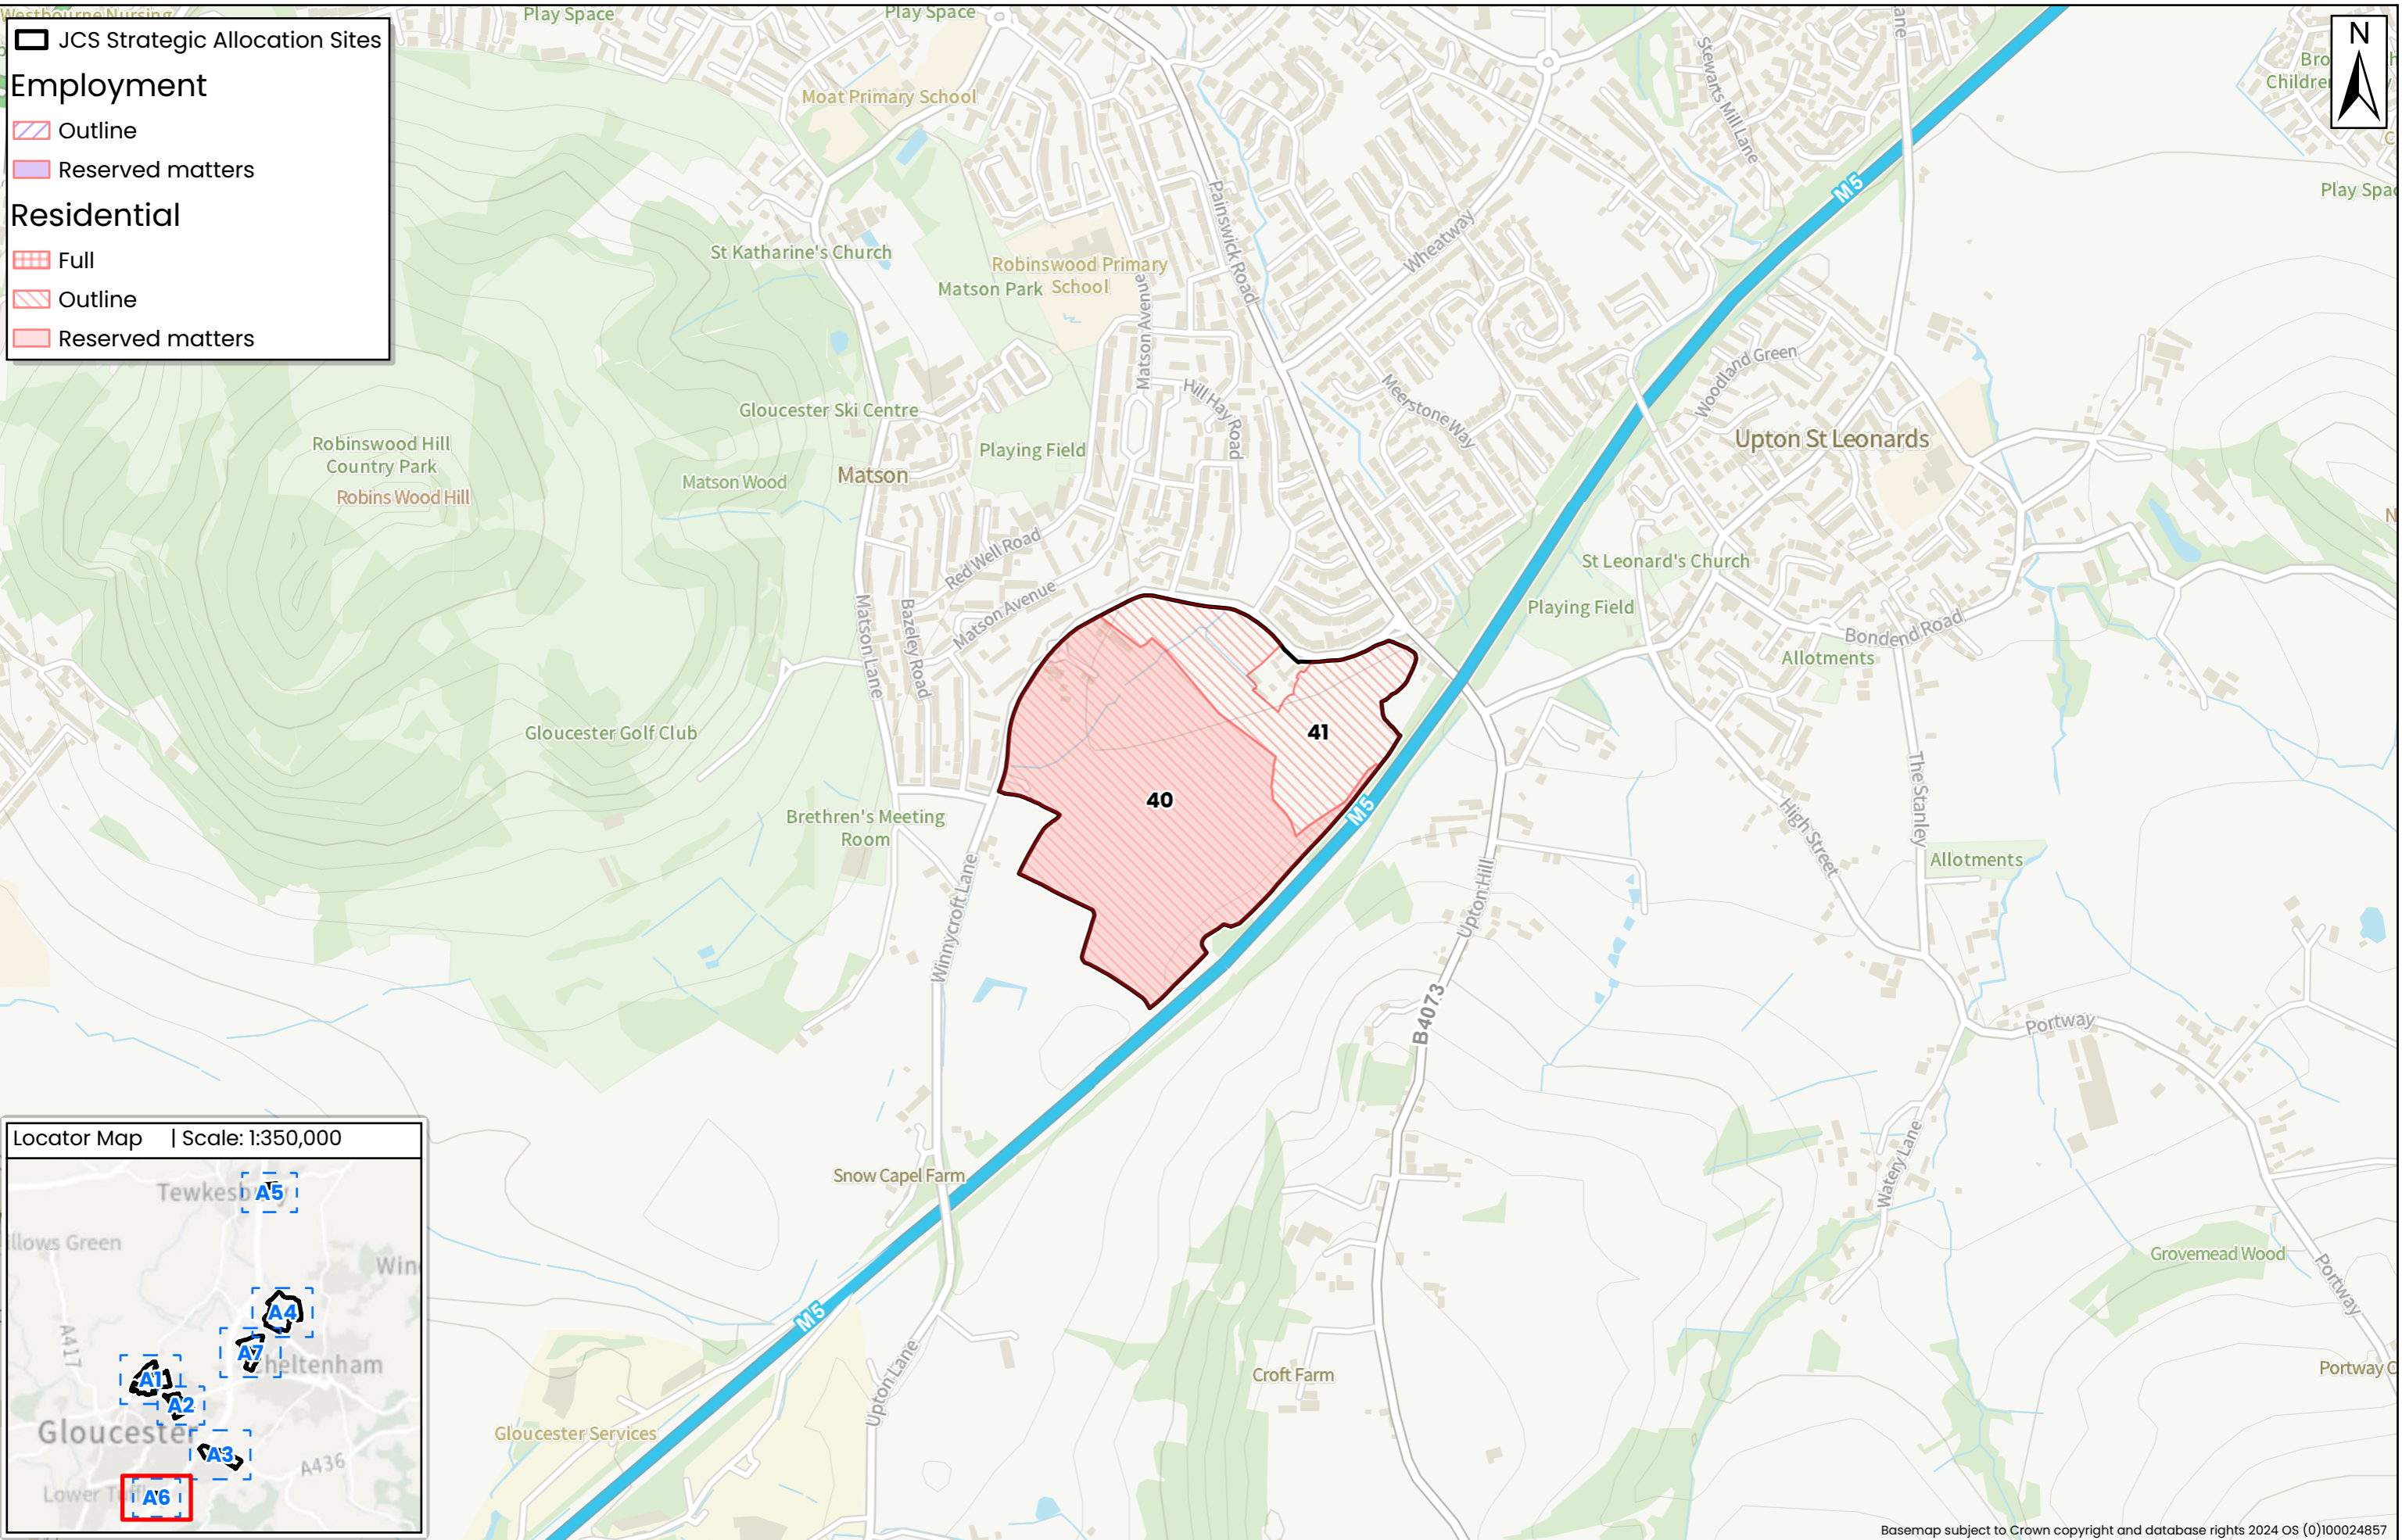 Westbourne Nursing
JCS Strategic Allocation Sites
Employment
Outline
Reserved matters
Residential
Full
Outline
Reserved matters
Play Space
Play Space
Moat Primary School
Stewarts Mill Lane
N
Play Spac
M5
Painswick Road
Wheatway
St Katharine's Church
Robinswood Primary
School
Matson Park
Matson Avenue
Hill Hay Road
Meerstone Way
Woodland Green
Upton St Leonards
Gloucester Ski Centre
Playing Field
Robinswood Hill
Country Park
Robins Wood Hill
Matson Wood
Matson
Red Well Road
Matson Avenue
Matson Lane
Bazeley Road
St Leonard's Church
Playing Field
Bondend Road
Allotments
Gloucester Golf Club
41
40
M5
The Stanley
High Street
Allotments
Brethren's Meeting
Room
Winnycroft Lane
Upton Hill
B4073
Portway
Watery Lane
Snow Capel Farm
Grovemead Wood
Portway
M5
Upton Lane
Croft Farm
Gloucester Services
Locator Map | Scale: 1:350,000
A5
llows Green
A4
A417
A7
heltenham
A1
A2
Gloucester
A3
A436
A6
Basemap subject to Crown copyright and database rights 2024 OS (0)100024857